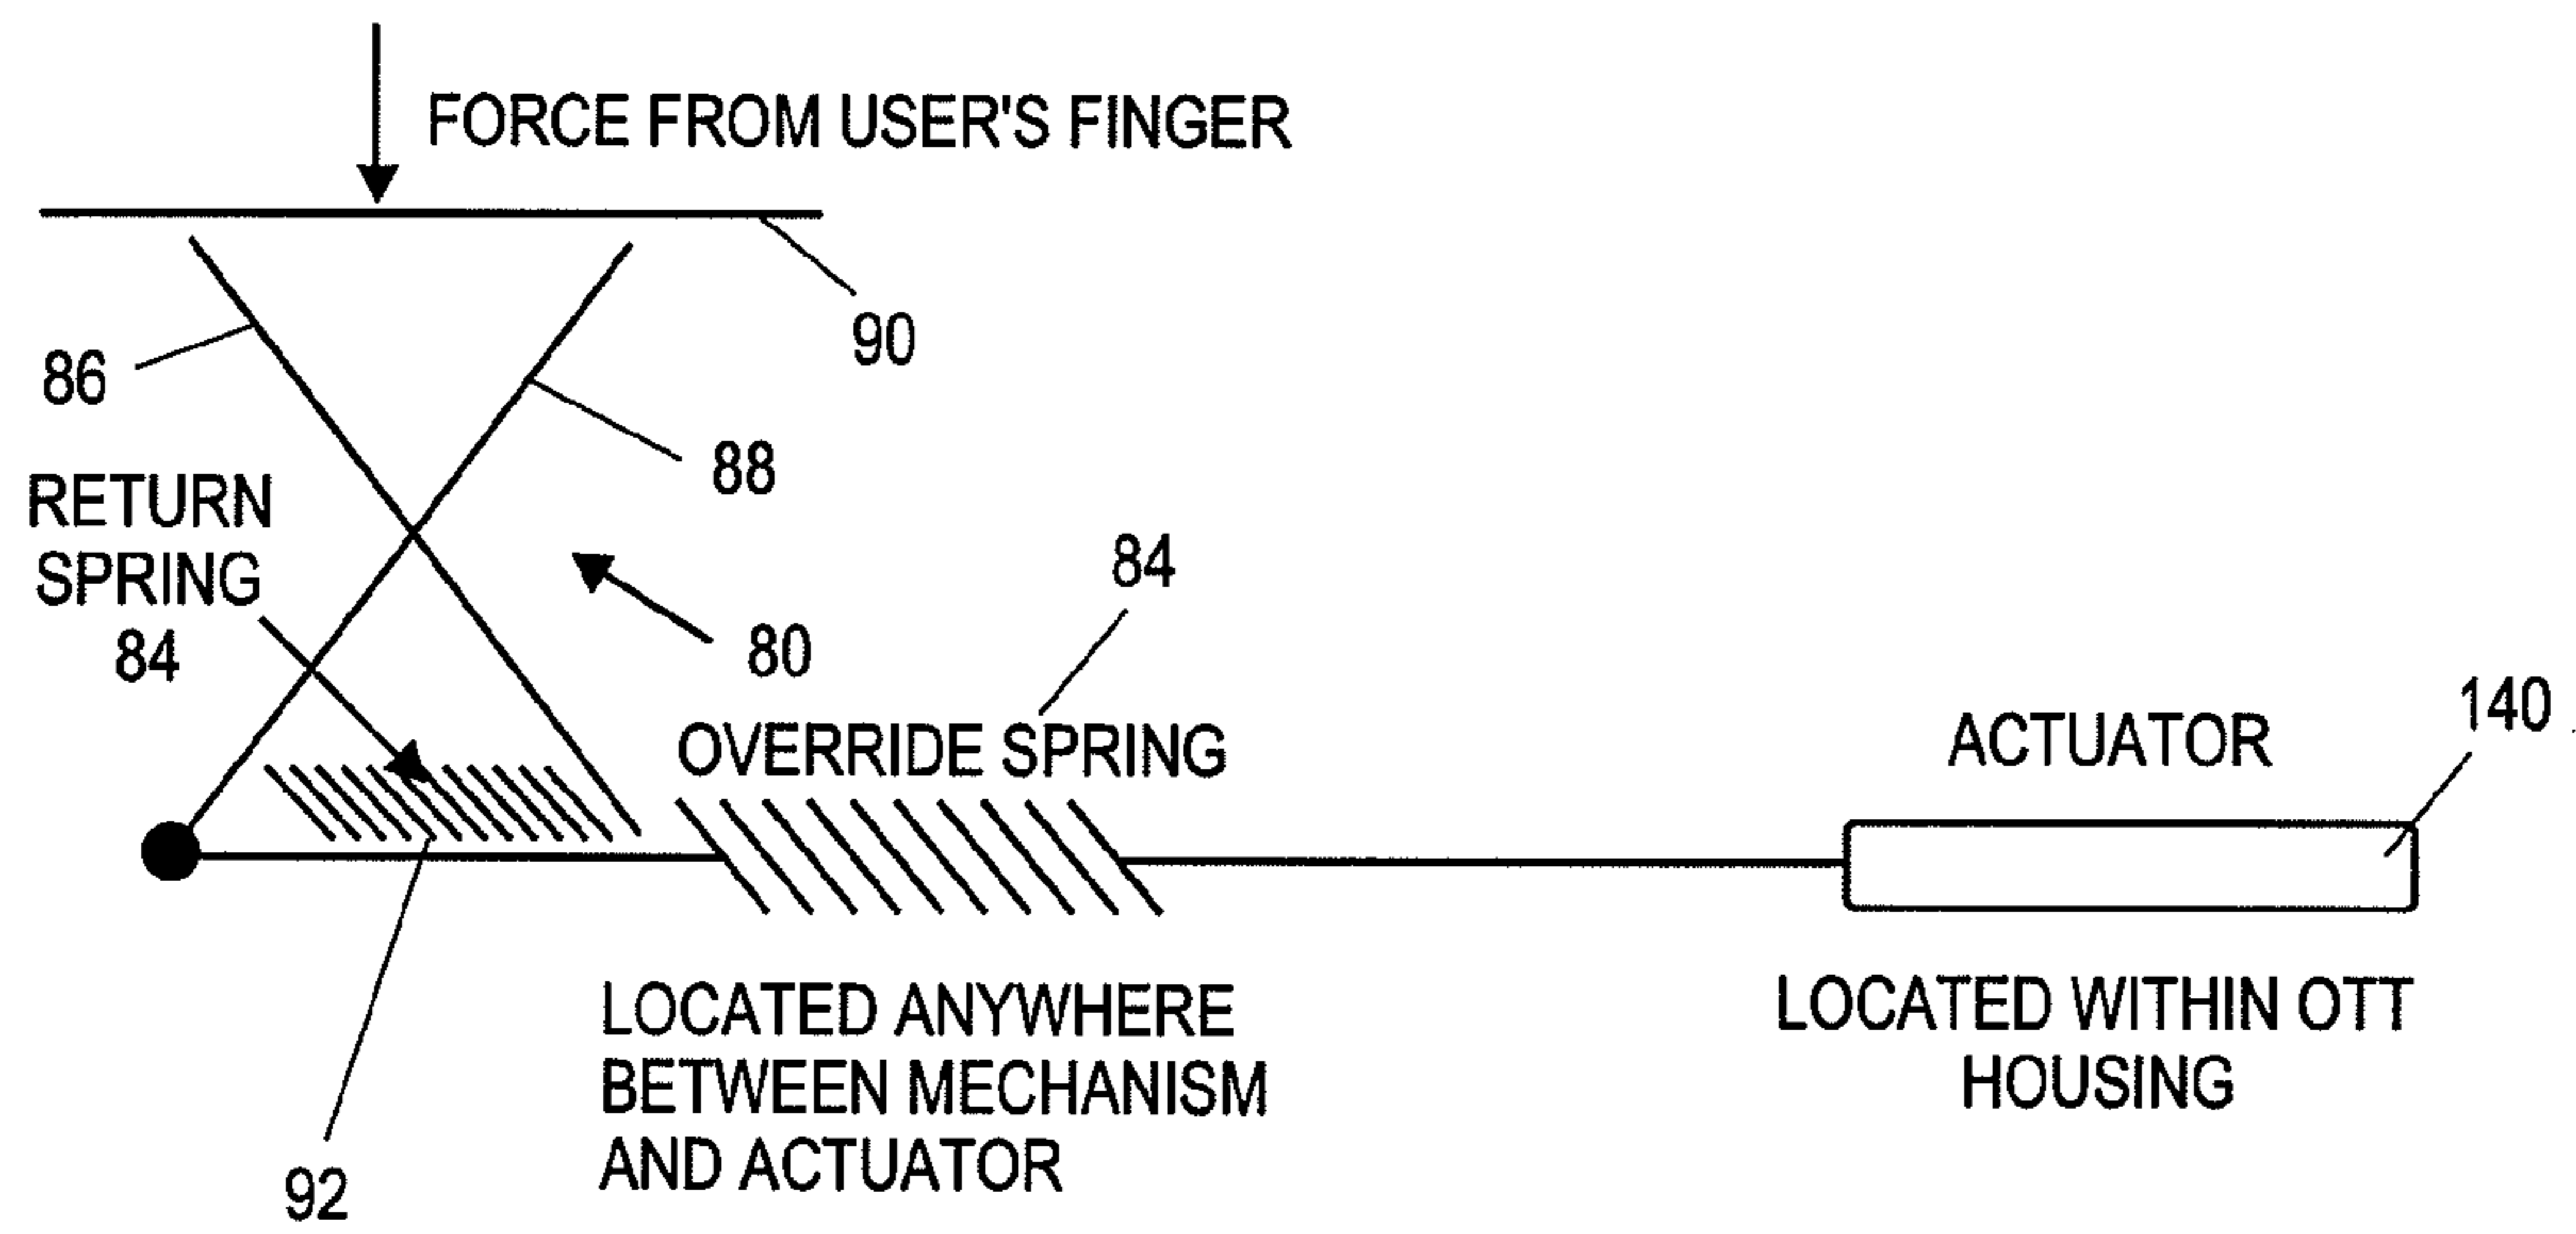 FORCE FROM USER'S FINGER
90
86
88
RETURN
SPRING
84
80
84
OVERRIDE SPRING
ACTUATOR
140
LOCATED ANYWHERE
BETWEEN MECHANISM
AND ACTUATOR
LOCATED WITHIN OTT
HOUSING
92